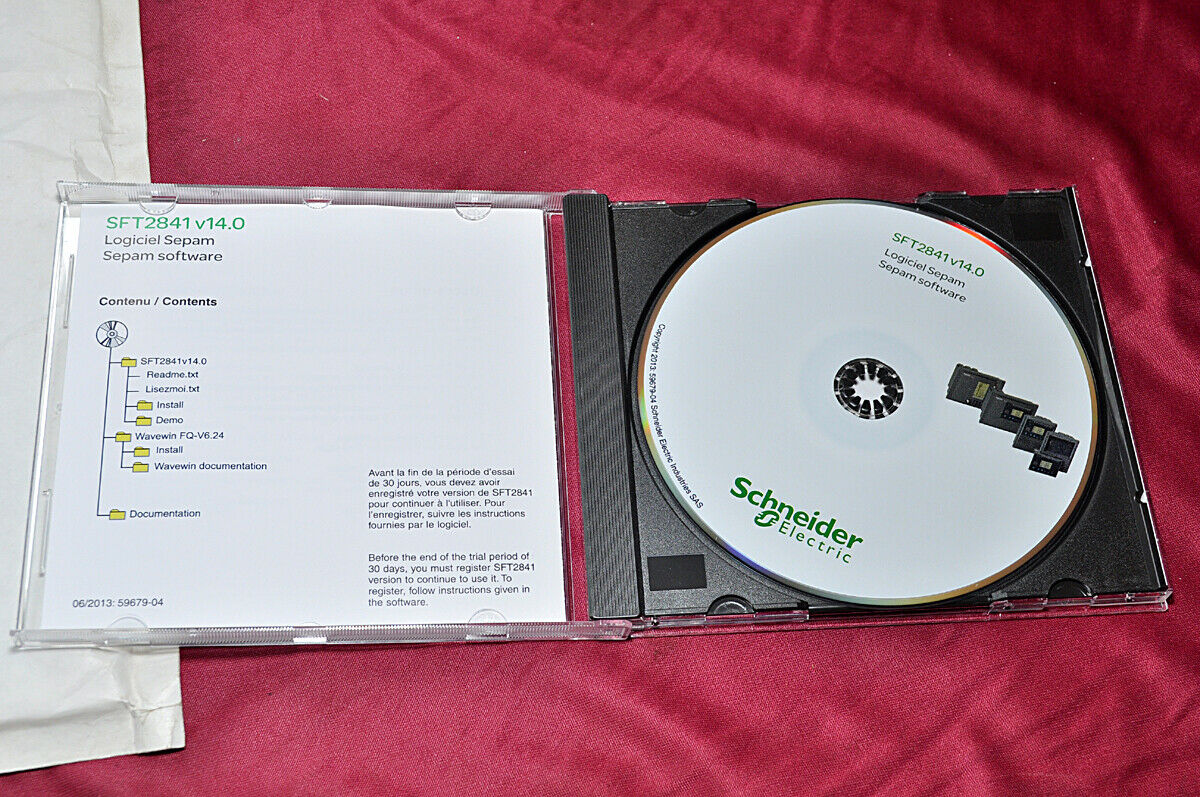 SFT2841 v14.0
Logiciel Sepam
Sepam software
Contenu / Contents
SFT2841v14.0
Readme.txt
Lisezmoi.txt
Install
Demo
Wavewin FQ-V6.24
Install
Wavewin documentation
Documentation
Avant la fin de la période d'essai
de 30 jours, vous devez avoir
enregistré votre version de SFT2841
pour continuer à l'utiliser. Pour
l'enregistrer, suivre les instructions
fournies par le logiciel.
Before the end of the trial period of
30 days, you must register SFT2841
version to continue to use it. To
register, follow instructions given in
the software.
06/2013: 59679-04
SFT2841 v14.0
Logiciel Sepam
Sepam software
Copyright 2013: 59679-04 Schneider Electric Industries SAS
Schneider
Electric